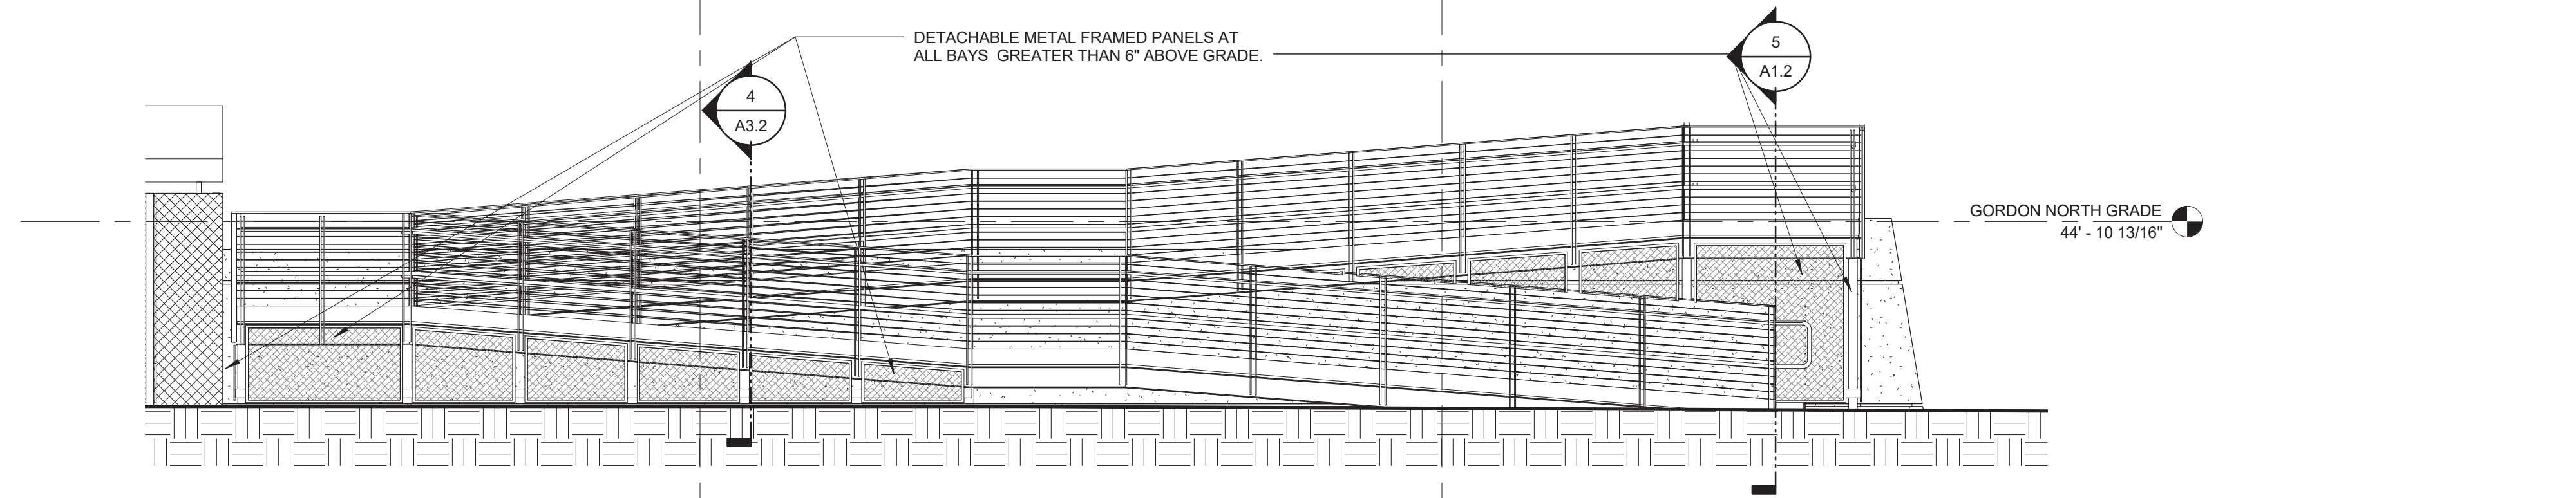 DETACHABLE METAL FRAMED PANELS AT
ALL BAYS GREATER THAN 6" ABOVE GRADE.
5
A1.2
4
A3.2
GORDON NORTH GRADE
44' - 10 13/16"